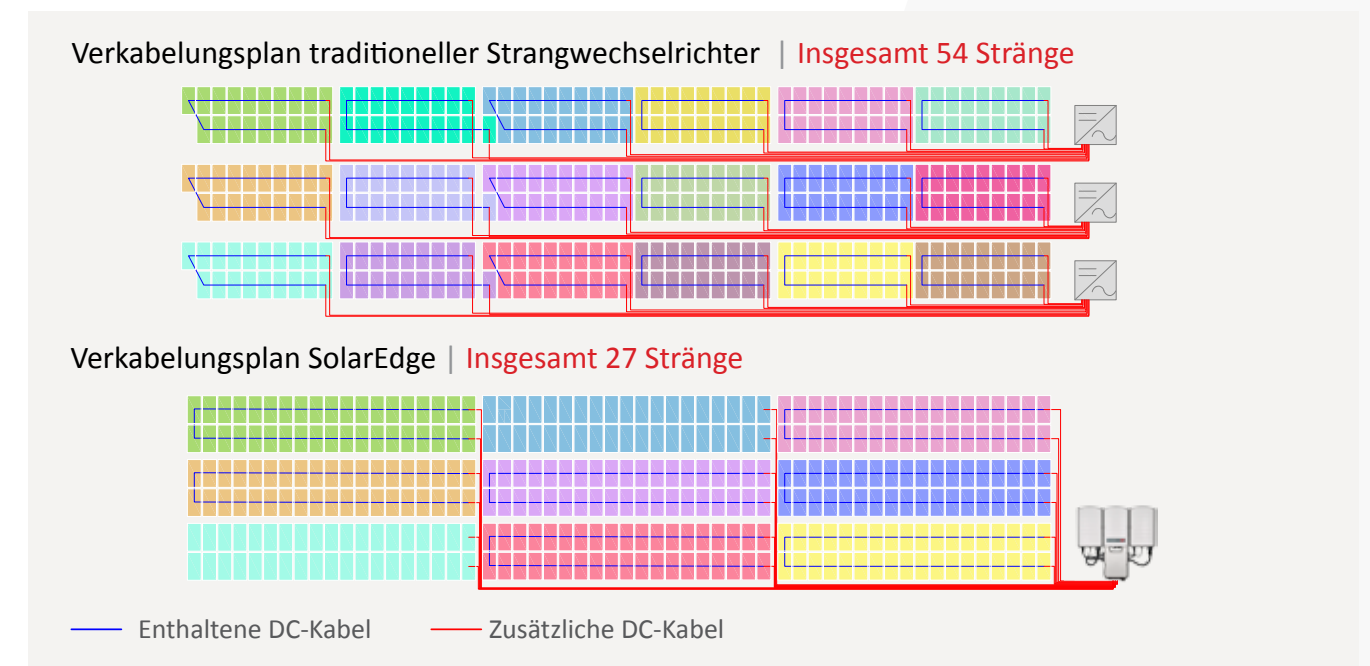 Verkabelungsplan traditioneller Strangwechselrichter | Insgesamt 54 Stränge
Verkabelungsplan SolarEdge | Insgesamt 27 Stränge
Enthaltene DC-Kabel Zusätzliche DC-Kabel